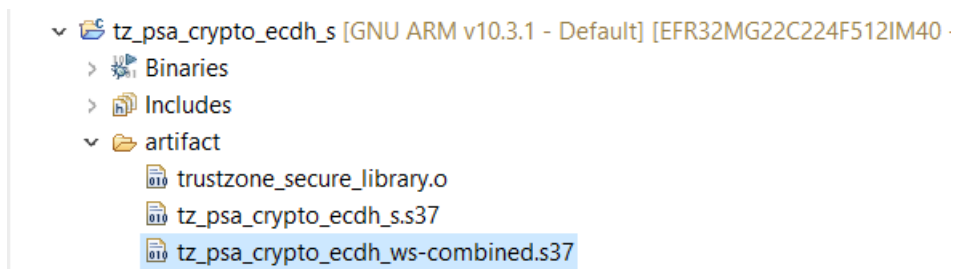 tz_psa_crypto_ecdh_s [GNU ARM v10.3.1 - Default] [EFR32MG22C224F512IM40 -
Binaries
Includes
artifact
trustzone_secure_library.o
tz_psa_crypto_ecdh_s.s37
tz_psa_crypto_ecdh_ws-combined.s37